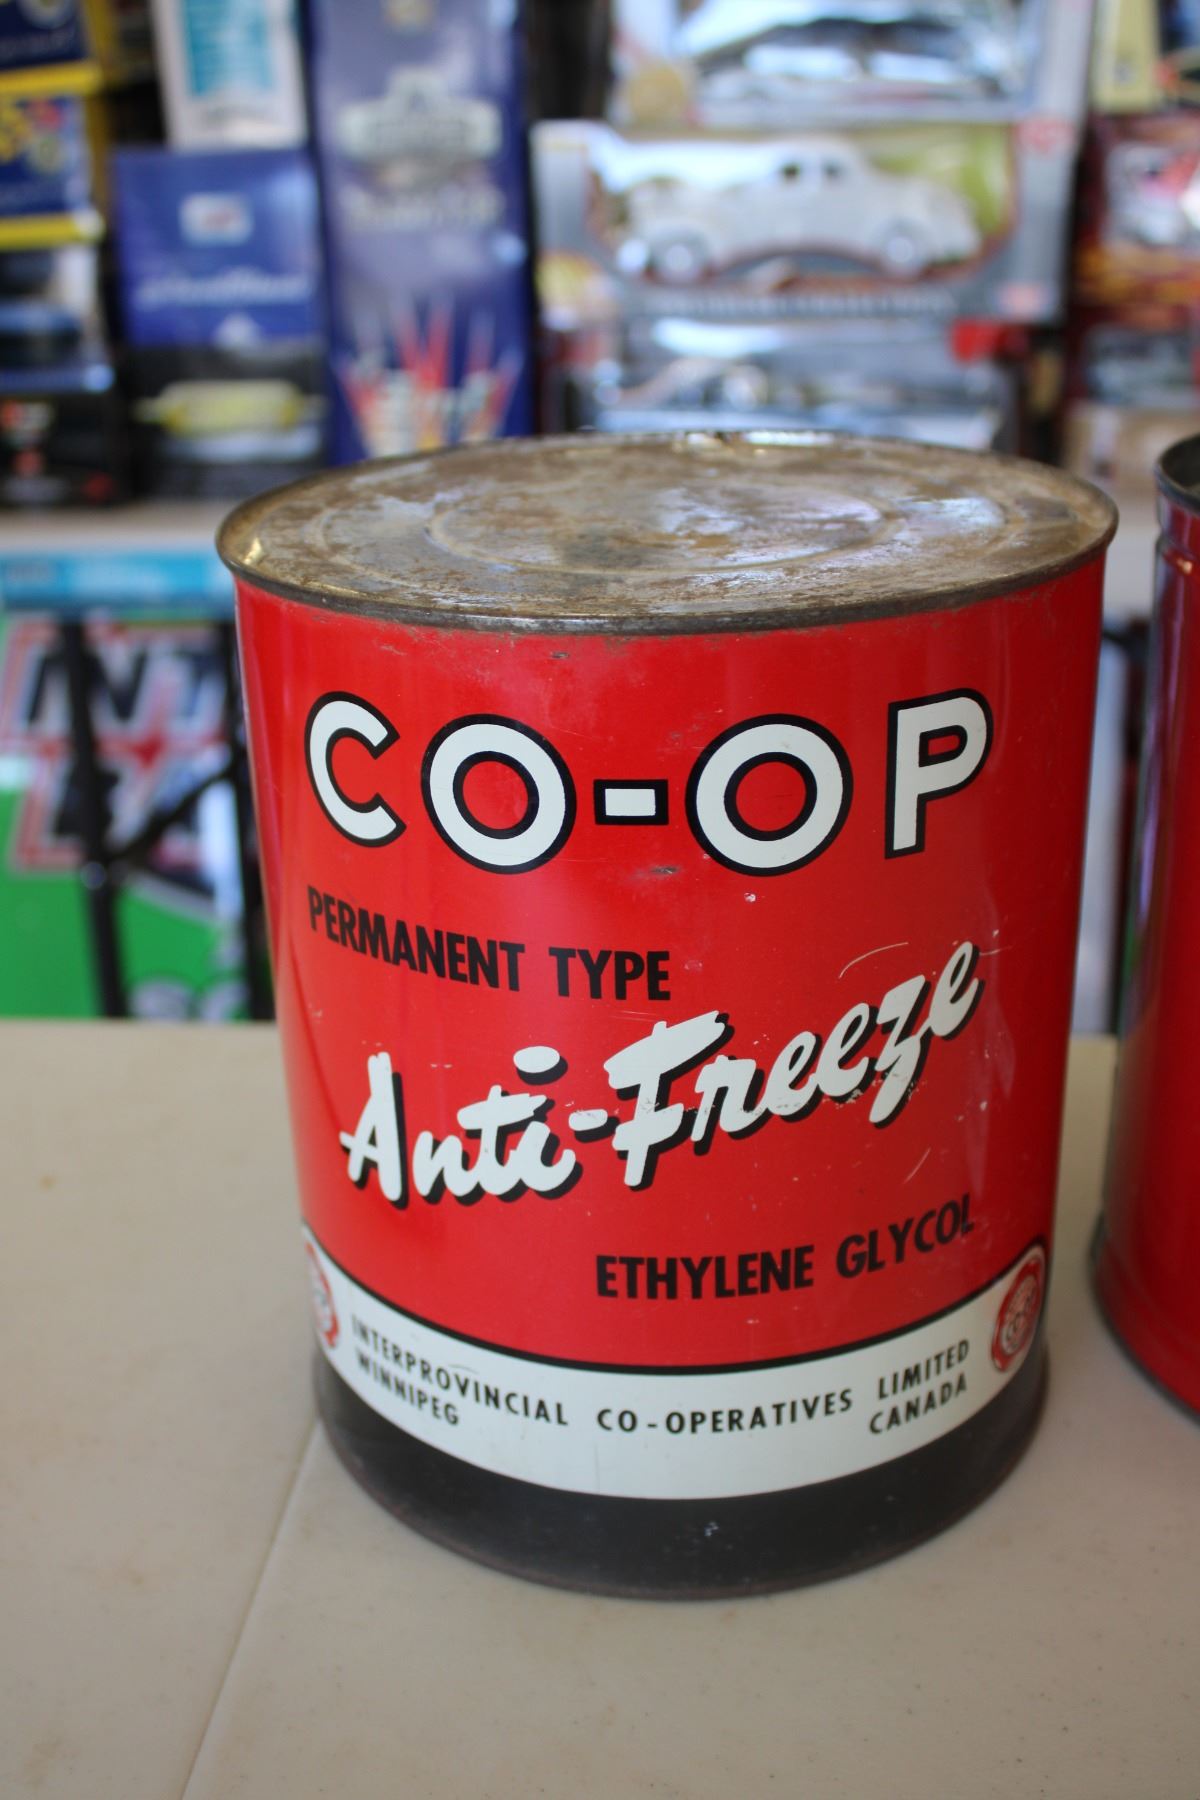 CO-OP
PERMANENT TYPE
Anti-Freeze
ETHYLENE GLYCOL
INTERPROVINCIAL CO-OPERATIVES LIMITED
WINNIPEG CANADA